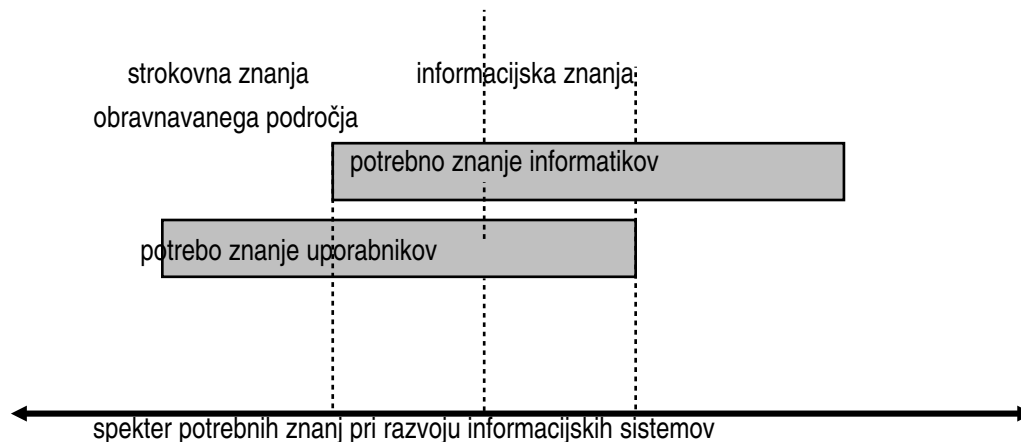 strokovna znanja
informacijska znanja
obravnavanega področja
potrebno znanje informatikov
potrebo znanje uporabnikov
spekter potrebnih znanj pri razvoju informacijskih sistemov